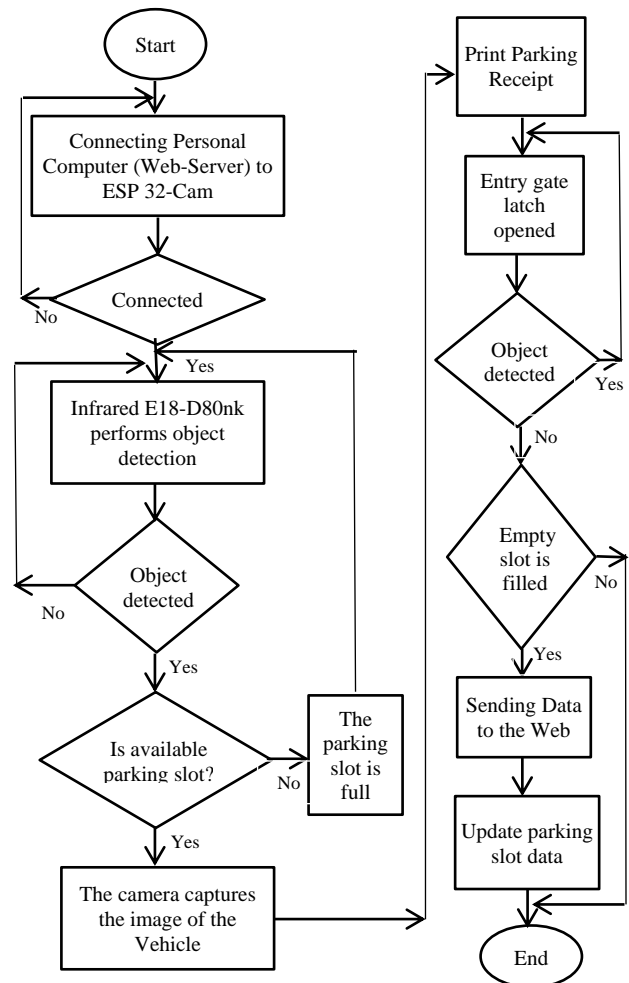 Start
Connecting Personal
Computer (Web-Server) to
ESP 32-Cam
Connected
No
Yes
Infrared E18-D80nk
performs object
detection
Object
detected
No
Yes
Is available
parking slot?
No
The
parking
slot is
full
Yes
The camera captures
the image of the
Vehicle
Print Parking
Receipt
Entry gate
latch
opened
Object
detected
Yes
No
Empty
slot is
filled
No
Yes
Sending Data
to the Web
Update parking
slot data
End